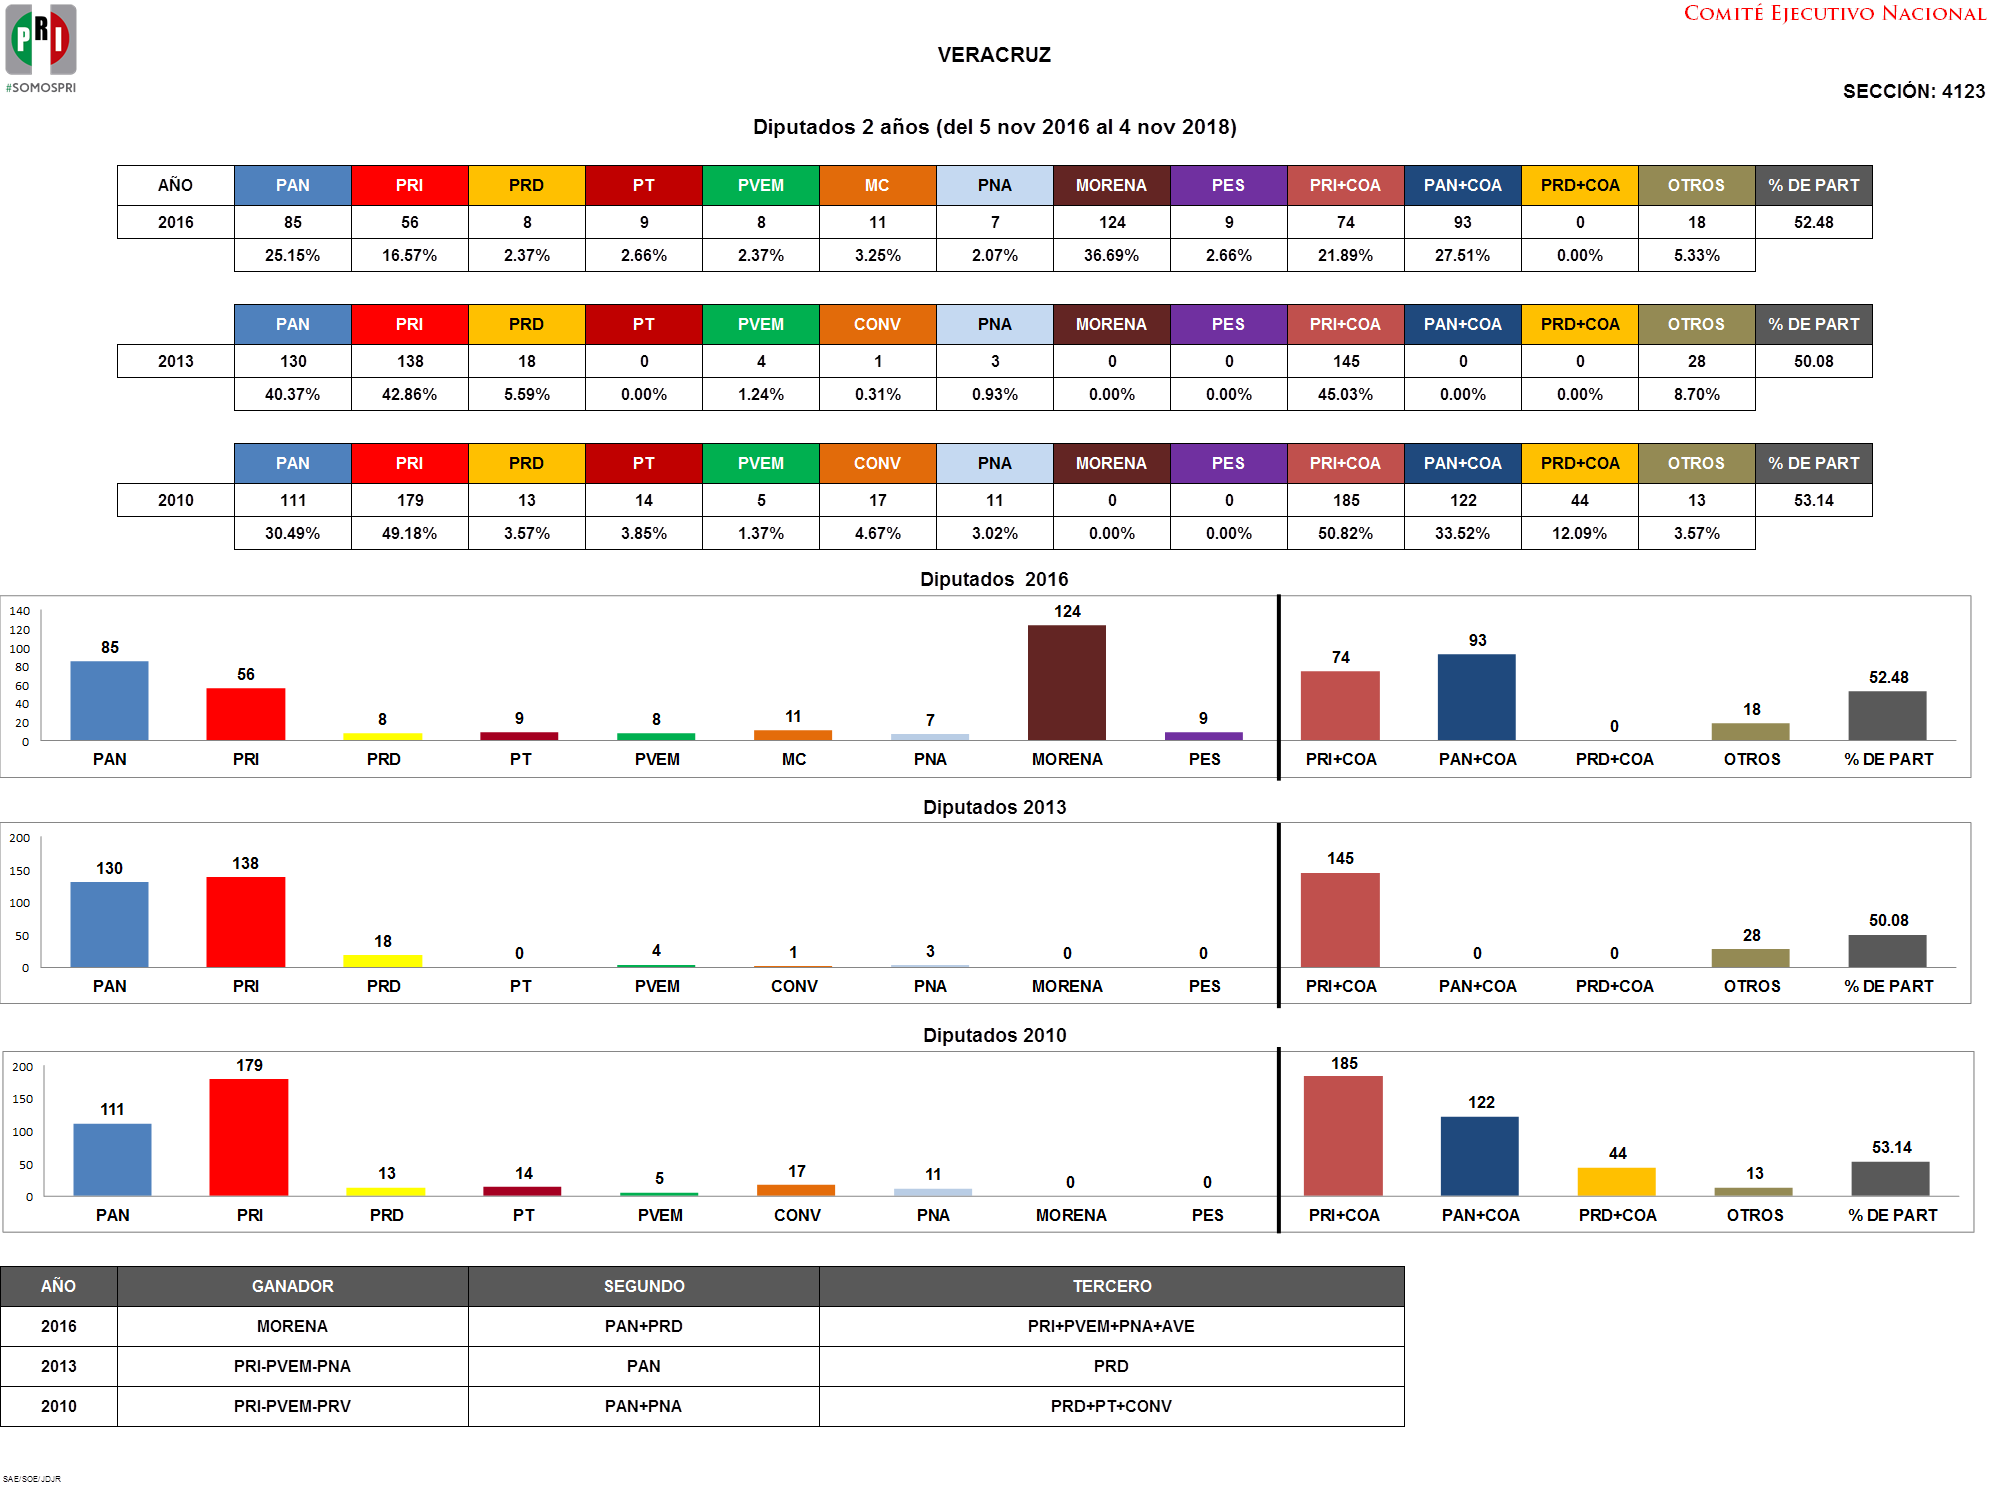 COMITÉ EJECUTIVO NACIONAL
PRI
#SOMOSPRI
VERACRUZ
SECCIÓN: 4123
Diputados 2 años (del 5 nov 2016 al 4 nov 2018)
AÑO PAN PRI PRD PT PVEM MC PNA MORENA PES PRI+COA PAN+COA PRD+COA OTROS % DE PART
2016 85 56 8 9 8 11 7 124 9 74 93 0 18 52.48
25.15% 16.57% 2.37% 2.66% 2.37% 3.25% 2.07% 36.69% 2.66% 21.89% 27.51% 0.00% 5.33%
PAN PRI PRD PT PVEM CONV PNA MORENA PES PRI+COA PAN+COA PRD+COA OTROS % DE PART
2013 130 138 18 0 4 1 3 0 0 145 0 0 28 50.08
40.37% 42.86% 5.59% 0.00% 1.24% 0.31% 0.93% 0.00% 0.00% 45.03% 0.00% 0.00% 8.70%
PAN PRI PRD PT PVEM CONV PNA MORENA PES PRI+COA PAN+COA PRD+COA OTROS % DE PART
2010 111 179 13 14 5 17 11 0 0 185 122 44 13 53.14
30.49% 49.18% 3.57% 3.85% 1.37% 4.67% 3.02% 0.00% 0.00% 50.82% 33.52% 12.09% 3.57%
Diputados 2016
140
120
100
80
60
40
20
0
85 56 8 9 8 11 7 124 9 74 93 0 18 52.48
PAN PRI PRD PT PVEM MC PNA MORENA PES PRI+COA PAN+COA PRD+COA OTROS % DE PART
Diputados 2013
200
150
100
50
0
130 138 18 0 4 1 3 0 0 145 0 0 28 50.08
PAN PRI PRD PT PVEM CONV PNA MORENA PES PRI+COA PAN+COA PRD+COA OTROS % DE PART
Diputados 2010
200
150
100
50
0
111 179 13 14 5 17 11 0 0 185 122 44 13 53.14
PAN PRI PRD PT PVEM CONV PNA MORENA PES PRI+COA PAN+COA PRD+COA OTROS % DE PART
AÑO GANADOR SEGUNDO TERCERO
2016 MORENA PAN+PRD PRI+PVEM+PNA+AVE
2013 PRI-PVEM-PNA PAN PRD
2010 PRI-PVEM-PRV PAN+PNA PRD+PT+CONV
SAE/SOE/JDJR